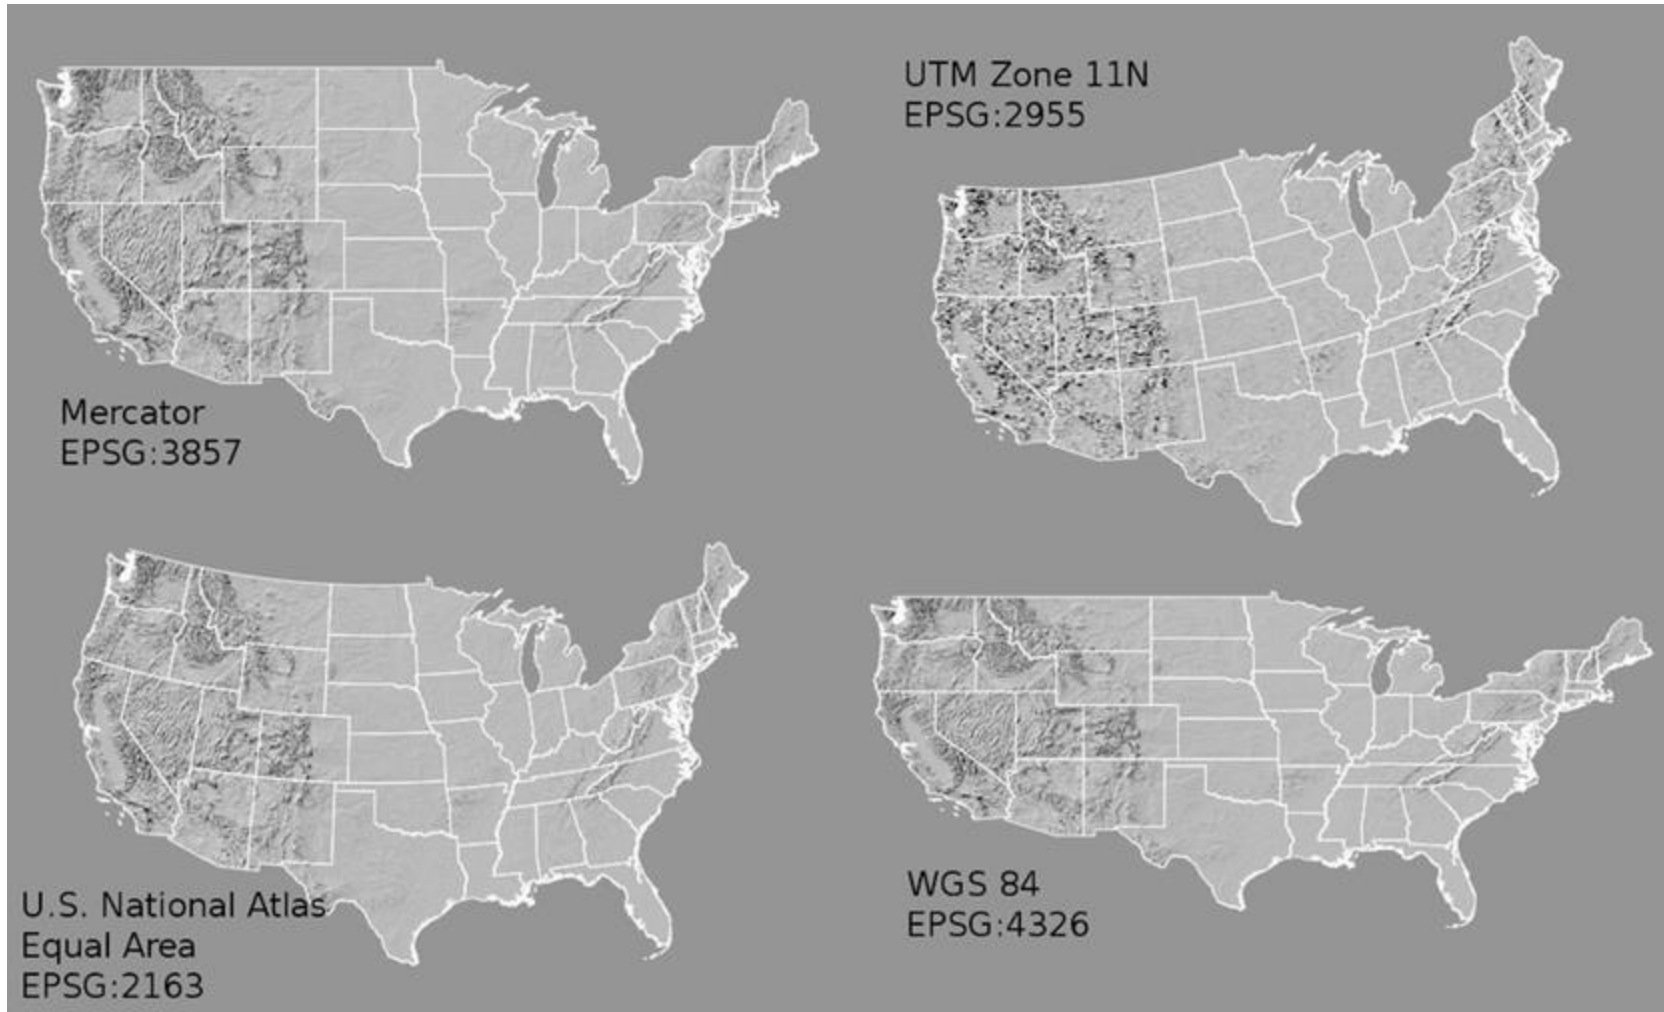 UTM Zone 11N
EPSG:2955
Mercator
EPSG:3857
U.S. National Atlas
Equal Area
EPSG:2163
WGS 84
EPSG:4326